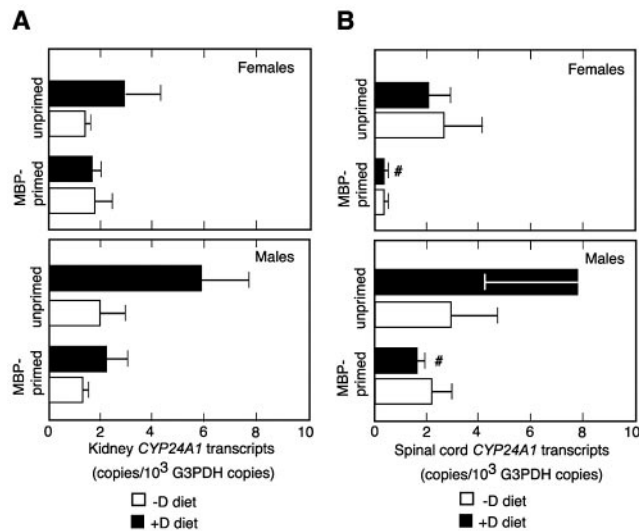 A
Females
unprimed
MBP-
primed
Males
unprimed
MBP-
primed
0 2 4 6 8 10
Kidney CYP24A1 transcripts
(copies/10³ G3PDH copies)
-D diet
+D diet
B
Females
unprimed
MBP-
primed
#
Males
unprimed
MBP-
primed
#
0 2 4 6 8 10
Spinal cord CYP24A1 transcripts
(copies/10³ G3PDH copies)
-D diet
+D diet